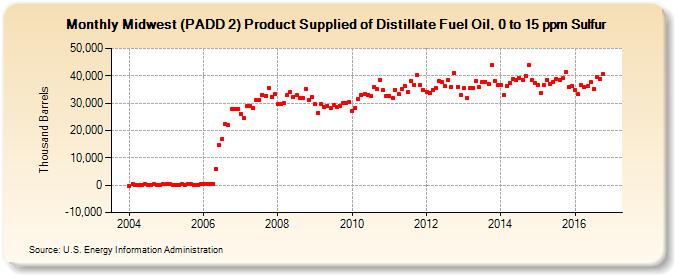 Monthly Midwest (PADD 2) Product Supplied of Distillate Fuel Oil, 0 to 15 ppm Sulfur
Thousand Barrels
50,000
40,000
30,000
20,000
10,000
0
-10,000
2004 2006 2008 2010 2012 2014 2016
Source: U.S. Energy Information Administration